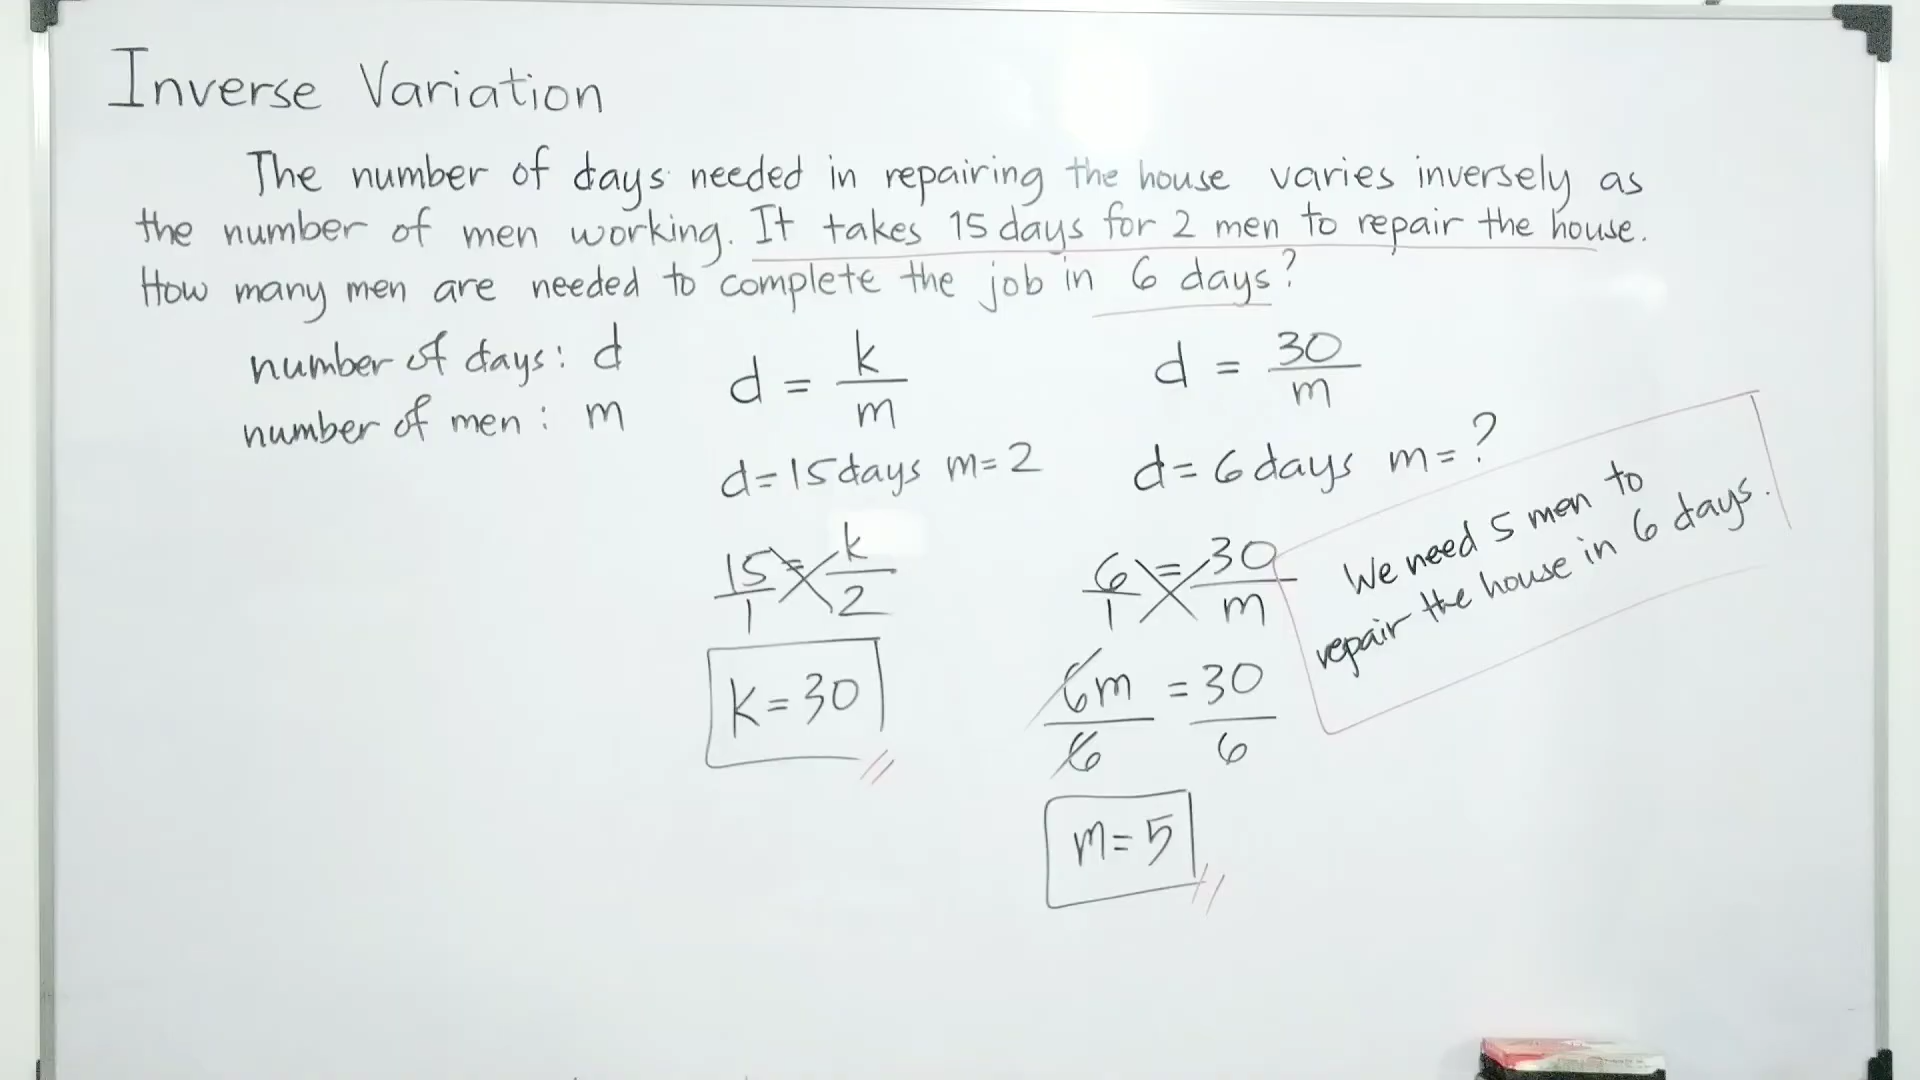 Inverse Variation
The number of days needed in repairing the house varies inversely as
the number of men working. It takes 15 days for 2 men to repair the house.
How many men are needed to complete the job in 6 days?
number of days: d
number of men: m
d = k/m
d=15days m=2
15/1 = k/2
k=30
d = 30/m
d=6days m=?
6/1 = 30/m
6m/6 = 30/6
m=5
We need 5 men to
repair the house in 6 days.